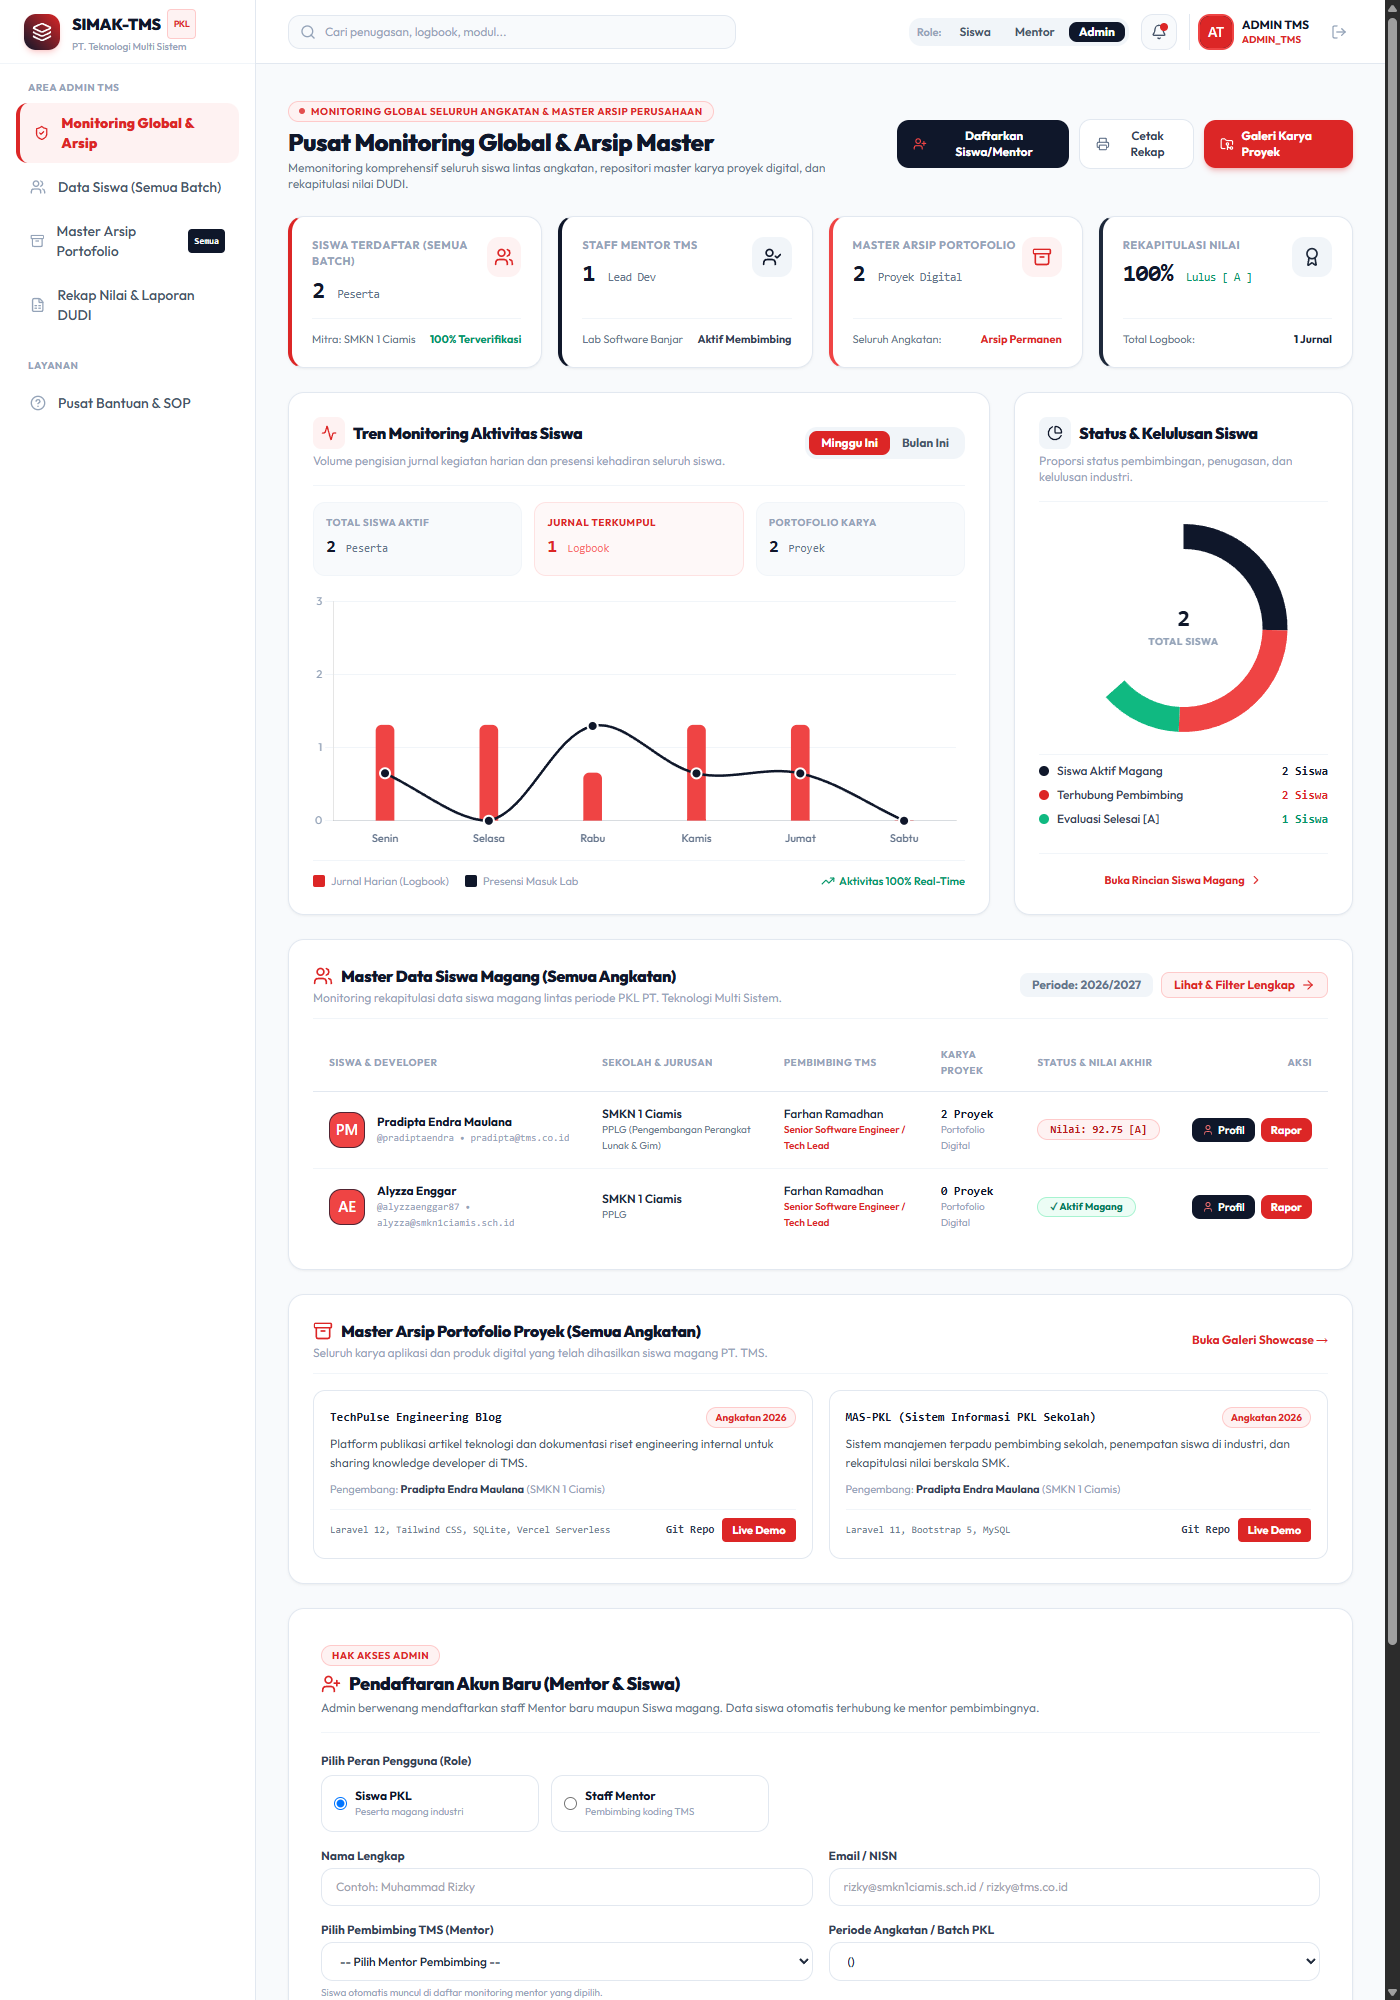 SIMAK-TMS PKL
PT. Teknologi Multi Sistem
Cari penugasan, logbook, modul...
Role: Siswa Mentor Admin
AT ADMIN TMS
ADMIN_TMS
AREA ADMIN TMS
Monitoring Global &
Arsip
Data Siswa (Semua Batch)
Master Arsip
Portofolio
Semua
Rekap Nilai & Laporan
DUDI
LAYANAN
Pusat Bantuan & SOP
MONITORING GLOBAL SELURUH ANGKATAN & MASTER ARSIP PERUSAHAAN
Pusat Monitoring Global & Arsip Master
Memonitoring komprehensif seluruh siswa lintas angkatan, repositori master karya proyek digital, dan
rekapitulasi nilai DUDI.
Daftarkan
Siswa/Mentor
Cetak
Rekap
Galeri Karya
Proyek
SISWA TERDAFTAR (SEMUA
BATCH)
2 Peserta
Mitra: SMKN 1 Ciamis 100% Terverifikasi
STAFF MENTOR TMS
1 Lead Dev
Lab Software Banjar Aktif Membimbing
MASTER ARSIP PORTOFOLIO
2 Proyek Digital
Seluruh Angkatan: Arsip Permanen
REKAPITULASI NILAI
100% Lulus [ A ]
Total Logbook: 1 Jurnal
Tren Monitoring Aktivitas Siswa
Volume pengisian jurnal kegiatan harian dan presensi kehadiran seluruh siswa.
Minggu Ini Bulan Ini
TOTAL SISWA AKTIF
2 Peserta
JURNAL TERKUMPUL
1 Logbook
PORTOFOLIO KARYA
2 Proyek
3
2
1
0
Senin Selasa Rabu Kamis Jumat Sabtu
Jurnal Harian (Logbook) Presensi Masuk Lab
Aktivitas 100% Real-Time
Status & Kelulusan Siswa
Proporsi status pembimbingan, penugasan, dan
kelulusan industri.
2
TOTAL SISWA
Siswa Aktif Magang 2 Siswa
Terhubung Pembimbing 2 Siswa
Evaluasi Selesai [A] 1 Siswa
Buka Rincian Siswa Magang
Master Data Siswa Magang (Semua Angkatan)
Monitoring rekapitulasi data siswa magang lintas periode PKL PT. Teknologi Multi Sistem.
Periode: 2026/2027
Lihat & Filter Lengkap →
SISWA & DEVELOPER SEKOLAH & JURUSAN PEMBIMBING TMS KARYA
PROYEK STATUS & NILAI AKHIR AKSI
PM Pradipta Endra Maulana
@pradiptaendra • pradipta@tms.co.id
SMKN 1 Ciamis
PPLG (Pengembangan Perangkat
Lunak & Gim)
Farhan Ramadhan
Senior Software Engineer /
Tech Lead
2 Proyek
Portofolio
Digital
Nilai: 92.75 [A]
Profil Rapor
AE Alyzza Enggar
@alyzzaenggar87 •
alyzza@smkn1ciamis.sch.id
SMKN 1 Ciamis
PPLG
Farhan Ramadhan
Senior Software Engineer /
Tech Lead
0 Proyek
Portofolio
Digital
✓ Aktif Magang
Profil Rapor
Master Arsip Portofolio Proyek (Semua Angkatan)
Seluruh karya aplikasi dan produk digital yang telah dihasilkan siswa magang PT. TMS.
Buka Galeri Showcase →
TechPulse Engineering Blog Angkatan 2026
Platform publikasi artikel teknologi dan dokumentasi riset engineering internal untuk
sharing knowledge developer di TMS.
Pengembang: Pradipta Endra Maulana (SMKN 1 Ciamis)
Laravel 12, Tailwind CSS, SQLite, Vercel Serverless Git Repo Live Demo
MAS-PKL (Sistem Informasi PKL Sekolah) Angkatan 2026
Sistem manajemen terpadu pembimbing sekolah, penempatan siswa di industri, dan
rekapitulasi nilai berskala SMK.
Pengembang: Pradipta Endra Maulana (SMKN 1 Ciamis)
Laravel 11, Bootstrap 5, MySQL Git Repo Live Demo
HAK AKSES ADMIN
Pendaftaran Akun Baru (Mentor & Siswa)
Admin berwenang mendaftarkan staff Mentor baru maupun Siswa magang. Data siswa otomatis terhubung ke mentor pembimbingnya.
Pilih Peran Pengguna (Role)
Siswa PKL
Peserta magang industri
Staff Mentor
Pembimbing koding TMS
Nama Lengkap
Contoh: Muhammad Rizky
Email / NISN
rizky@smkn1ciamis.sch.id / rizky@tms.co.id
Pilih Pembimbing TMS (Mentor)
-- Pilih Mentor Pembimbing --
Siswa otomatis muncul di daftar monitoring mentor yang dipilih.
Periode Angkatan / Batch PKL
()